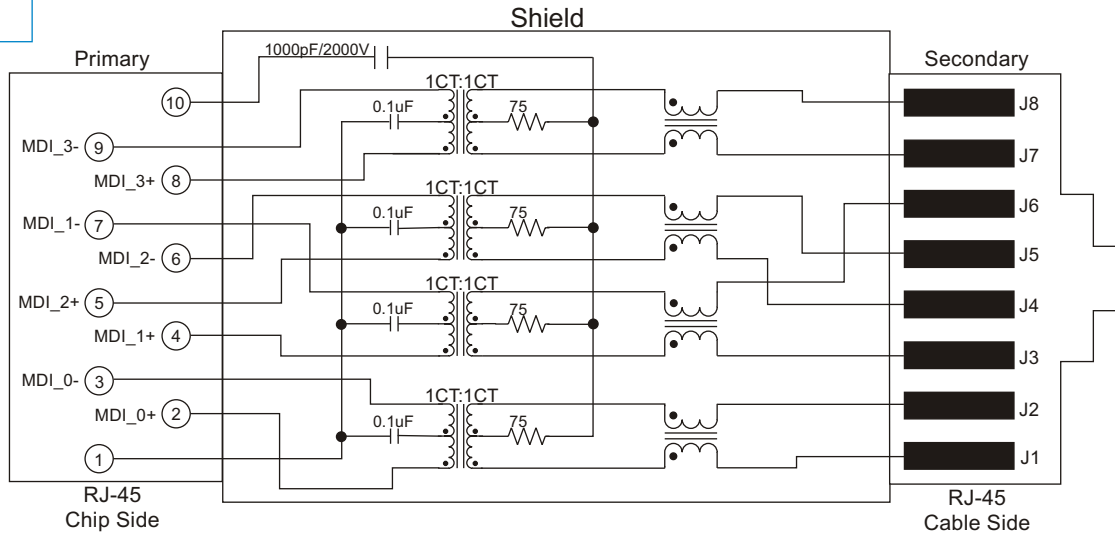 Shield
Primary
Secondary
1000pF/2000V
10
1CT:1CT
0.1uF
75
J8
MDI_3-
9
J7
MDI_3+
8
1CT:1CT
J6
MDI_1-
7
0.1uF
75
MDI_2-
6
J5
1CT:1CT
MDI_2+
5
0.1uF
75
J4
MDI_1+
4
J3
MDI_0-
3
1CT:1CT
J2
MDI_0+
2
0.1uF
75
1
J1
RJ-45
Chip Side
RJ-45
Cable Side